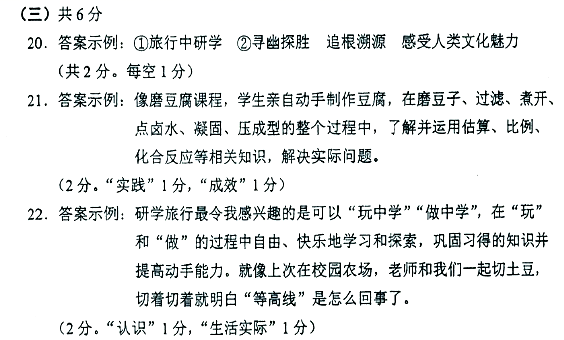 （三）共6分
20．答案示例：①旅行中研学 ②寻幽探胜 追根溯源 感受人类文化魅力
（共2分。每空1分）
21．答案示例：像磨豆腐课程，学生亲自动手制作豆腐，在磨豆子、过滤、煮开、
点卤水、凝固、压成型的整个过程中，了解并运用估算、比例、
化合反应等相关知识，解决实际问题。
（2分。“实践”1分，“成效”1分）
22．答案示例：研学旅行最令我感兴趣的是可以“玩中学”“做中学”，在“玩”
和“做”的过程中自由、快乐地学习和探索，巩固习得的知识并
提高动手能力。就像上次在校园农场，老师和我们一起切土豆，
切着切着就明白“等高线”是怎么回事了。
（2分。“认识”1分，“生活实际”1分）